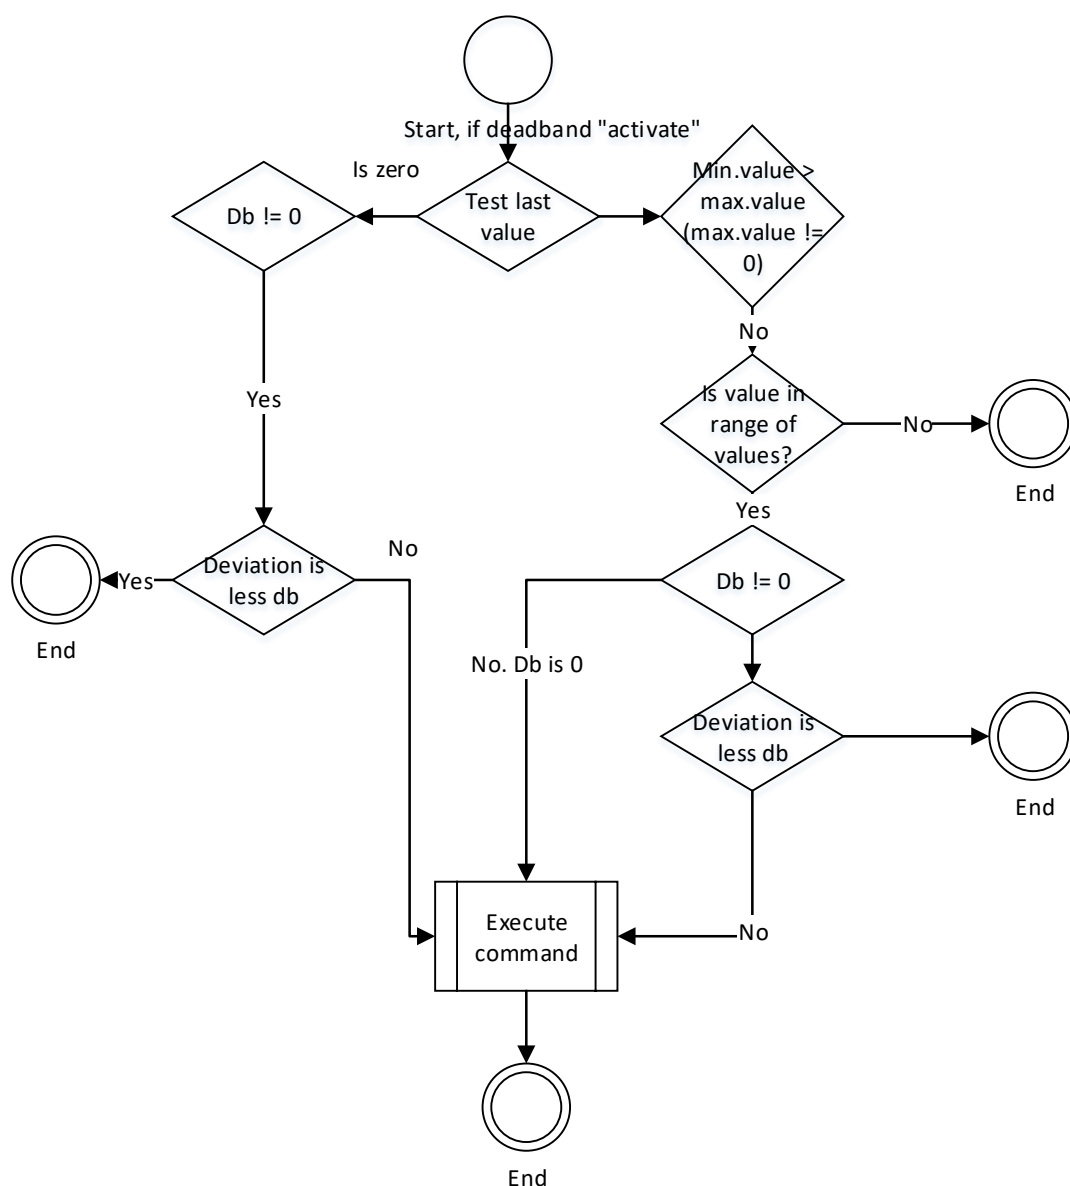 Start, if deadband "activate"
Is zero
Db != 0
Test last
value
Min.value >
max.value
(max.value !=
0)
No
Yes
Is value in
range of
values?
No
End
Yes
Deviation is
less db
Yes
End
No
Db != 0
No. Db is 0
Deviation is
less db
End
Execute
command
No
End